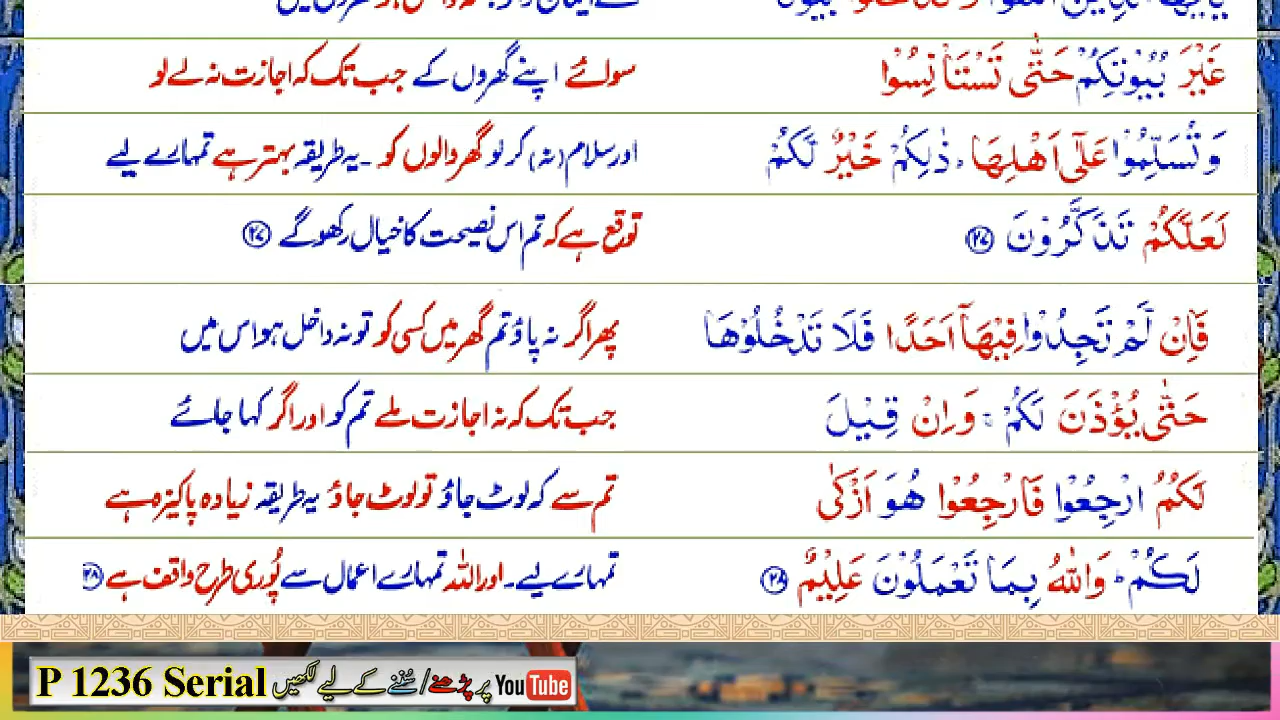 غَيْرَ بُيُوْتِكُمْ حَتّٰى تَسْتَاْنِسُوْا سوائے اپنے گھروں کے جب تک کہ اجازت نہ لے لو
وَتُسَلِّمُوْا عَلٰٓى اَهْلِهَا ؕ ذٰلِكُمْ خَيْرٌ لَّكُمْ اور سلام (نہ) کرلو گھر والوں کو ۔ یہ طریقہ بہتر ہے تمہارے لیے
لَعَلَّكُمْ تَذَكَّرُوْنَ ۲۷ توقع ہے کہ تم اس نصیحت کا خیال رکھو گے ۲۷
فَاِنْ لَّمْ تَجِدُوْا فِيْهَآ اَحَدًا فَلَا تَدْخُلُوْهَا پھر اگر نہ پاؤ تم گھر میں کسی کو تو نہ داخل ہو اس میں
حَتّٰى يُؤْذَنَ لَكُمْ ۚ وَاِنْ قِيْلَ جب تک کہ نہ اجازت ملے تم کو اور اگر کہا جائے
لَكُمُ ارْجِعُوْا فَارْجِعُوْا هُوَ اَزْكٰى تم سے کہ لوٹ جاؤ تو لوٹ جاؤ یہ طریقہ زیادہ پاکیزہ ہے
لَكُمْ ؕ وَاللّٰهُ بِمَا تَعْمَلُوْنَ عَلِيْمٌ ۲۸ تمہارے لیے ۔ اور اللہ تمہارے اعمال سے پُوری طرح واقف ہے ۲۸
YouTube پر پڑھنے/سُننے کے لیے لکھیں P 1236 Serial